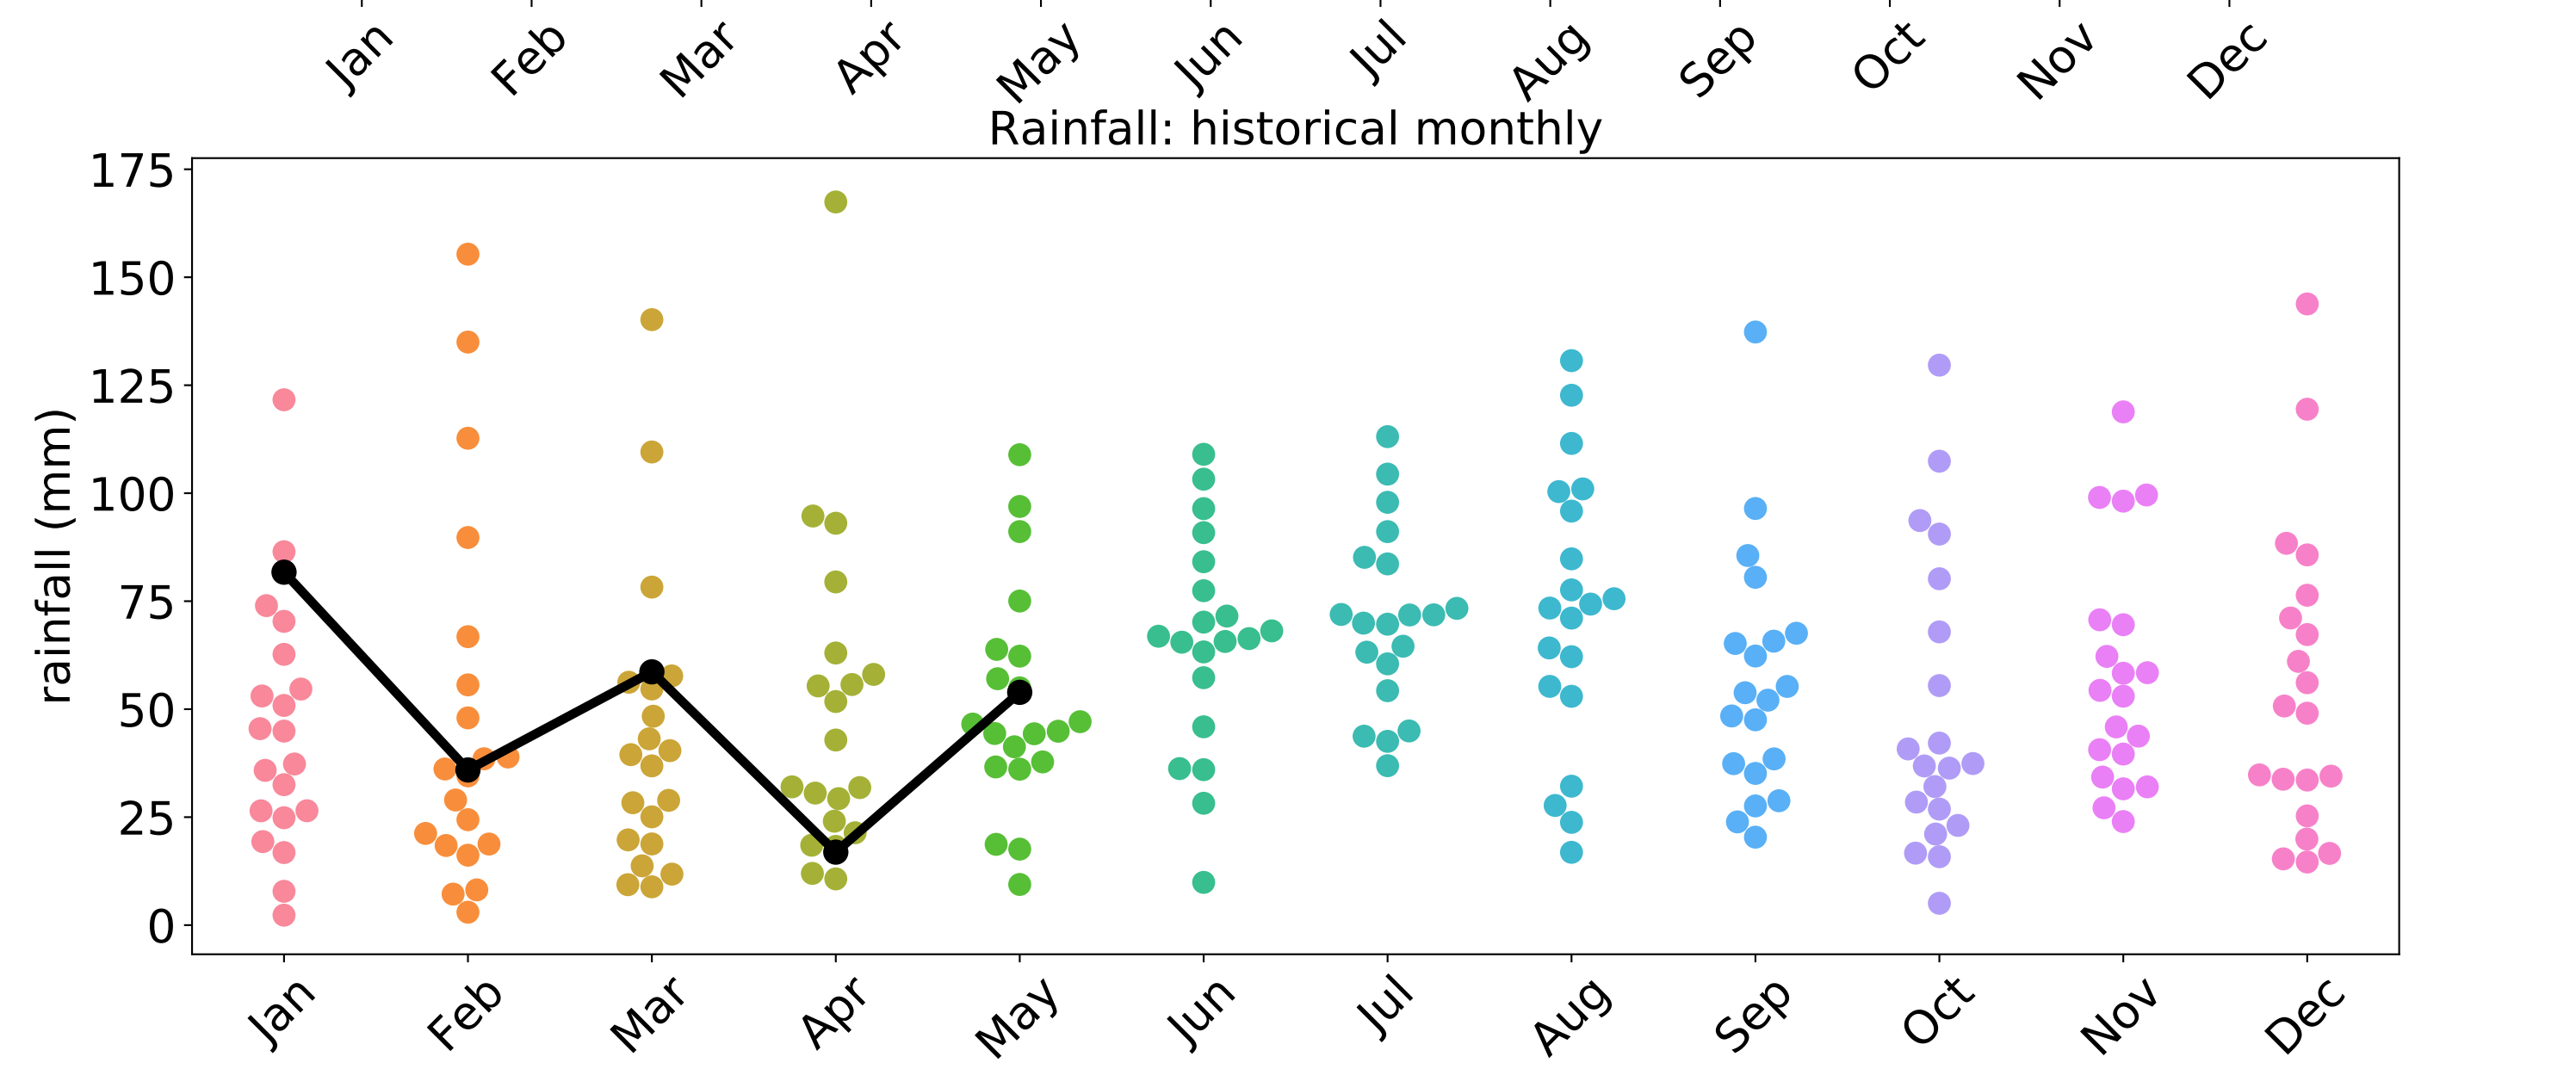 Jan Feb Mar Apr May Jun Jul Aug Sep Oct Nov Dec
Rainfall: historical monthly
rainfall (mm)
175
150
125
100
75
50
25
0
Jan Feb Mar Apr May Jun Jul Aug Sep Oct Nov Dec